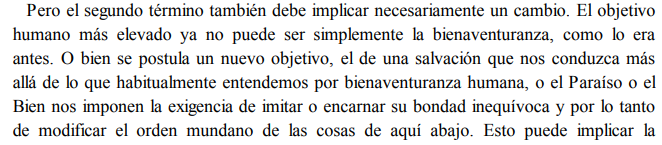 Pero el segundo término también debe implicar necesariamente un cambio. El objetivo
humano más elevado ya no puede ser simplemente la bienaventuranza, como lo era
antes. O bien se postula un nuevo objetivo, el de una salvación que nos conduzca más
allá de lo que habitualmente entendemos por bienaventuranza humana, o el Paraíso o el
Bien nos imponen la exigencia de imitar o encarnar su bondad inequívoca y por lo tanto
de modificar el orden mundano de las cosas de aquí abajo. Esto puede implicar la